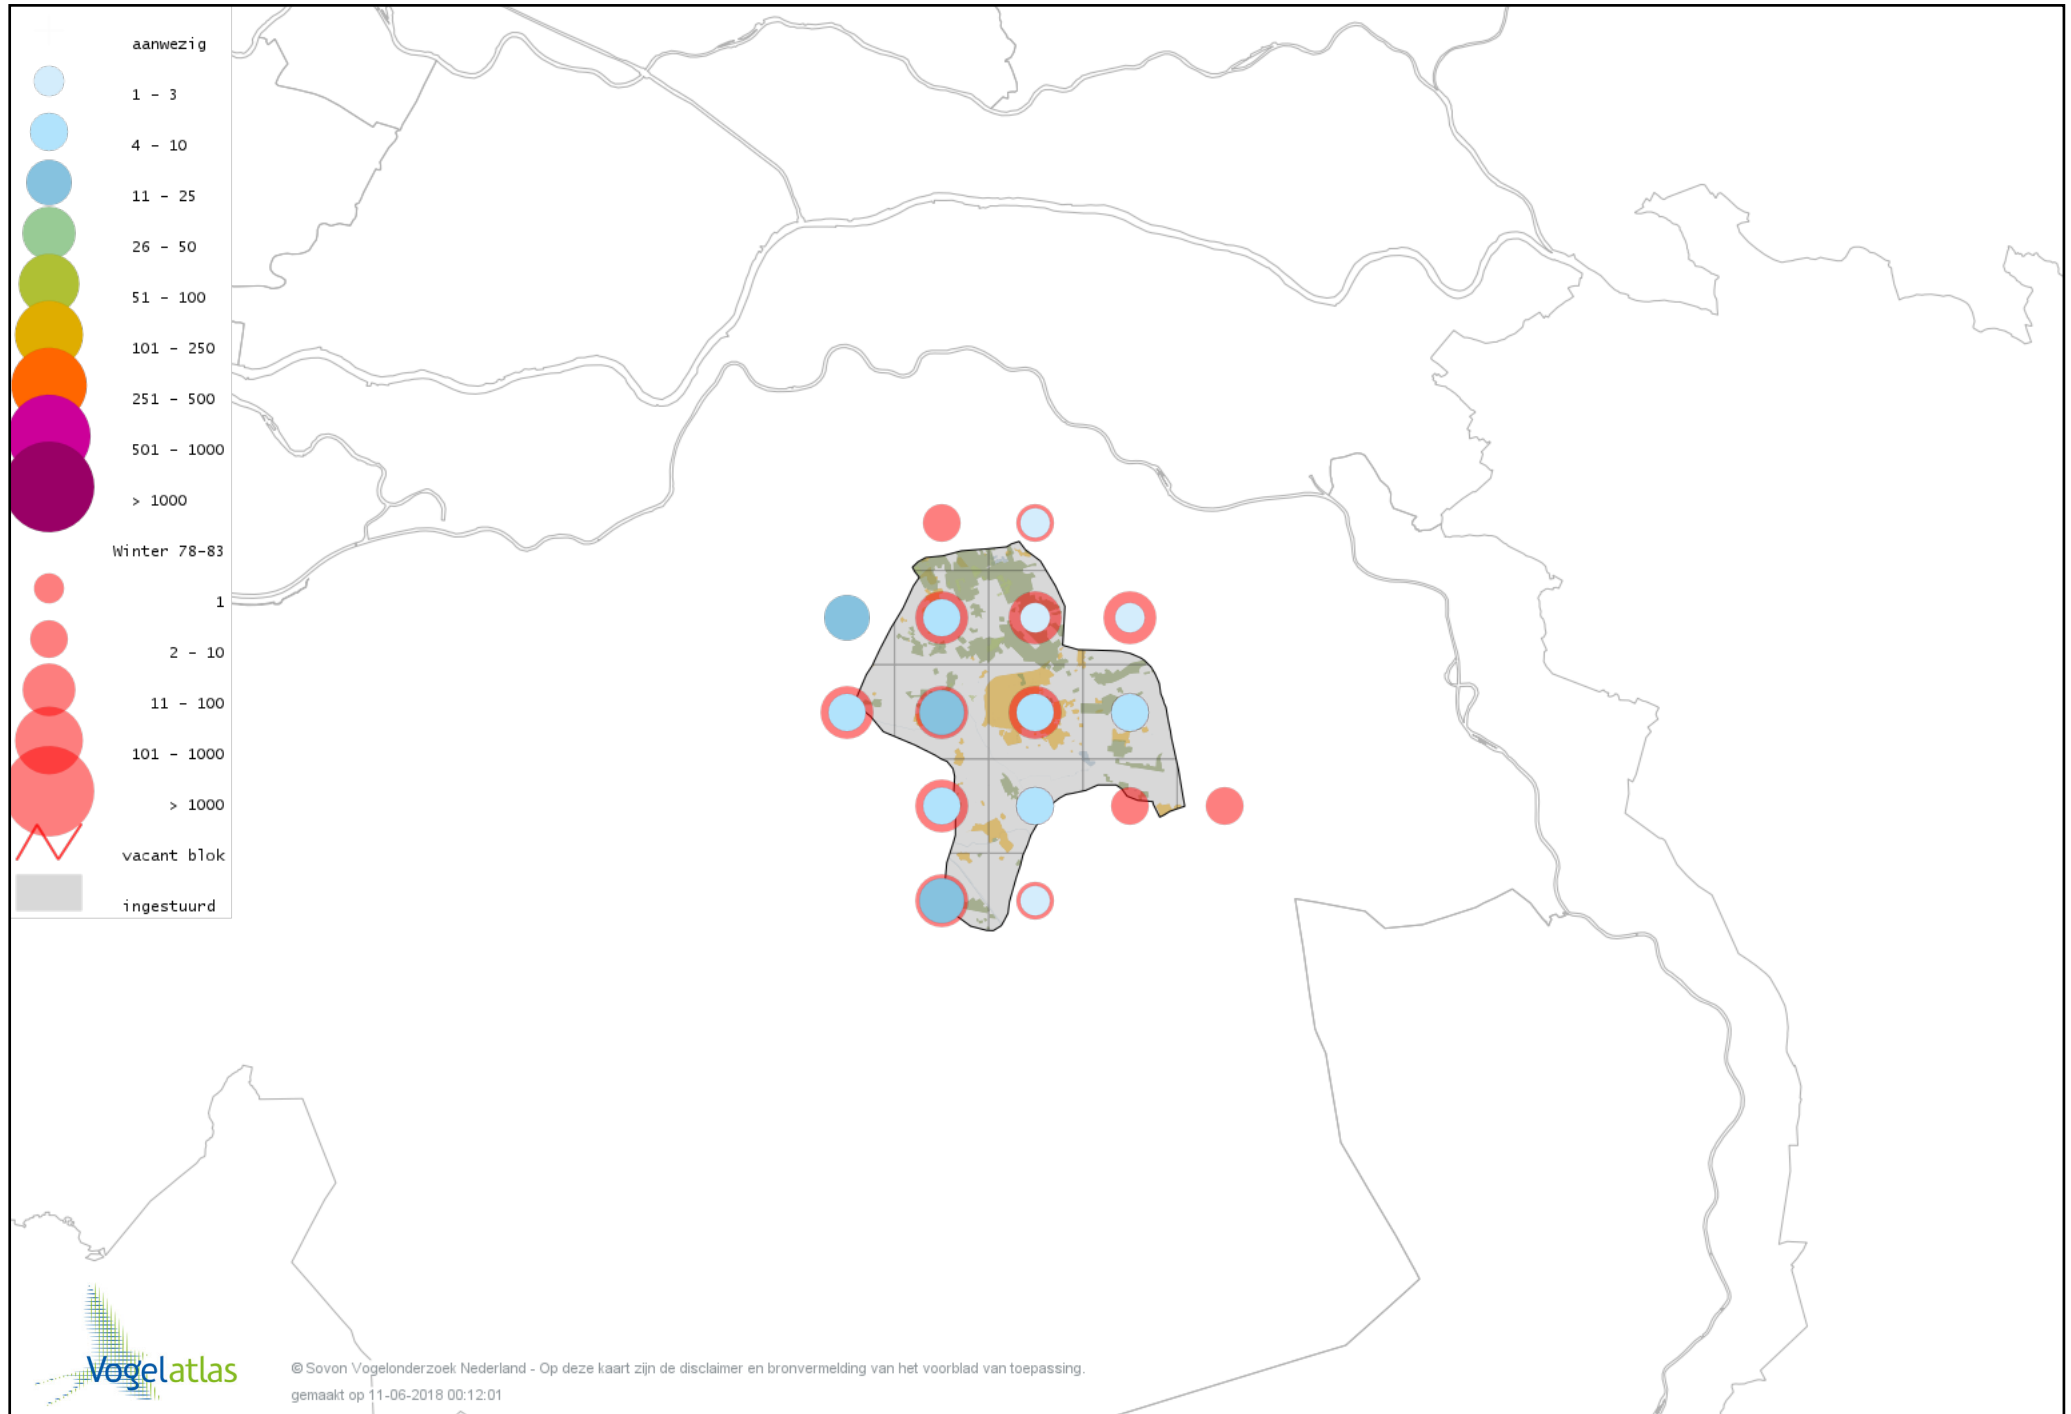 aanwezig
1 - 3
4 - 10
11 - 25
26 - 50
51 - 100
101 - 250
251 - 500
501 - 1000
> 1000
Winter 78-83
1
2 - 10
11 - 100
101 - 1000
> 1000
vacant blok
ingestuurd
Vogelatlas
© Sovon Vogelonderzoek Nederland - Op deze kaart zijn de disclaimer en bronvermelding van het voorblad van toepassing.
gemaakt op 11-06-2018 00:12:01